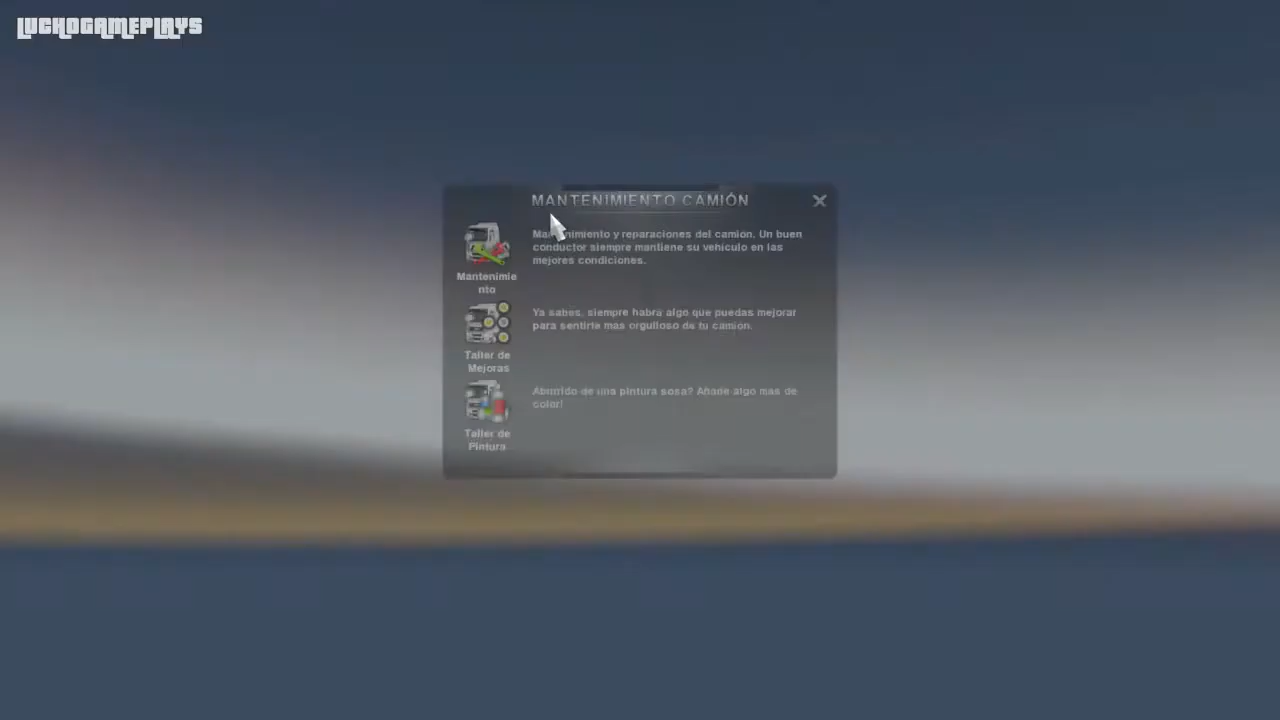 LUCHOGAMEPLAYS
MANTENIMIENTO CAMIÓN
Mantenimiento y reparaciones del camion. Un buen
conductor siempre mantiene su vehiculo en las
mejores condiciones.
Mantenimie
nto
Ya sabes, siempre habra algo que puedas mejorar
para sentirte mas orgulloso de tu camion.
Taller de
Mejoras
Aburrido de una pintura sosa? Añade algo mas de
color!
Taller de
Pintura